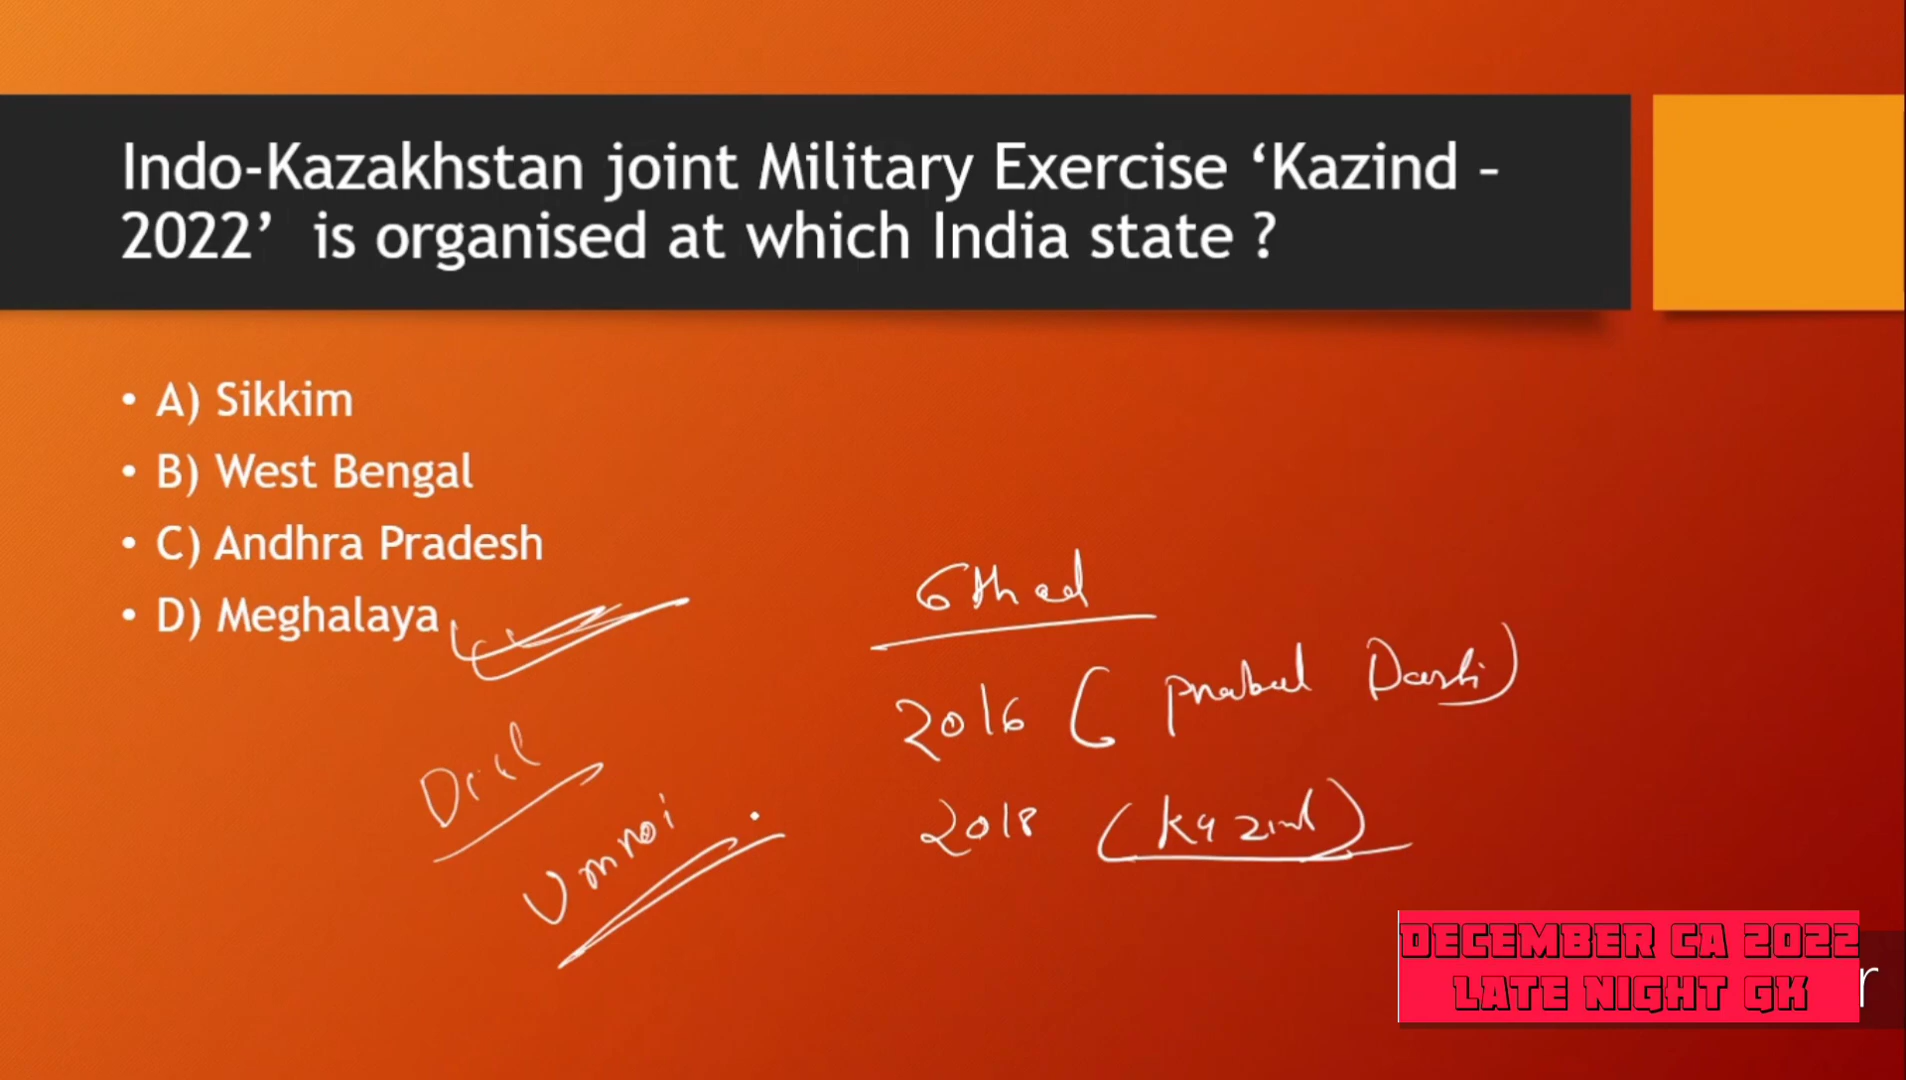 Indo-Kazakhstan joint Military Exercise ‘Kazind –
2022’ is organised at which India state ?
• A) Sikkim
• B) West Bengal
• C) Andhra Pradesh
• D) Meghalaya
6th ed
2016 ( Prabal Dostik)
2018 (Kazind)
Drill
Umroi
DECEMBER CA 2022
LATE NIGHT GK
r